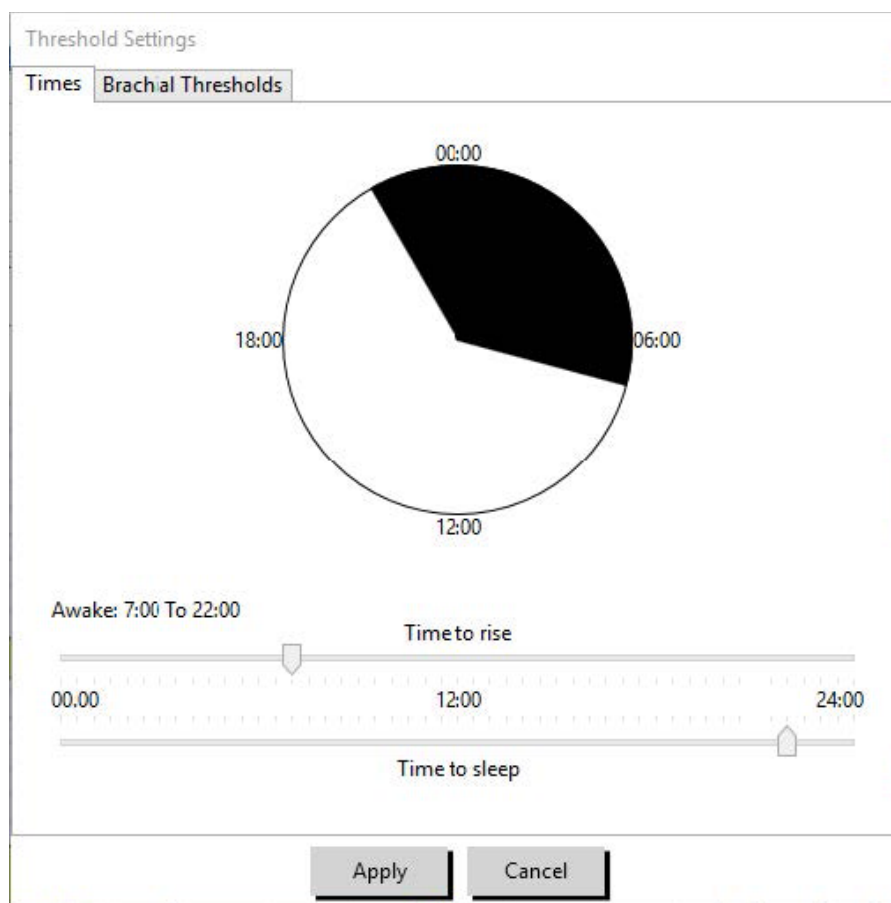 Threshold Settings
Times
Brachial Thresholds
00:00
18:00
06:00
12:00
Awake: 7:00 To 22:00
Time to rise
00.00
12:00
24:00
Time to sleep
Apply
Cancel